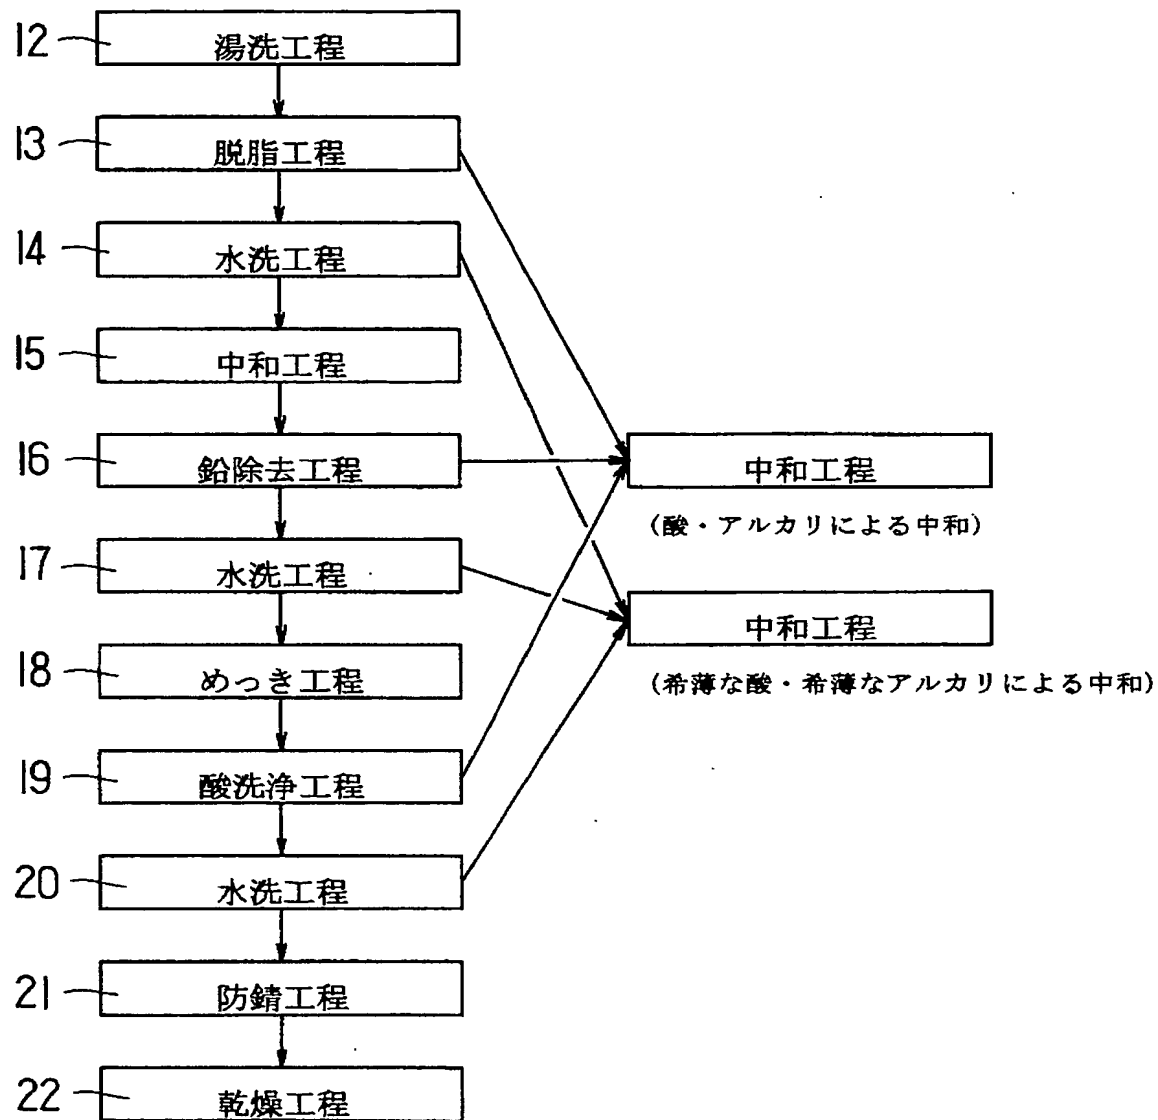 12 湯洗工程
13 脱脂工程
14 水洗工程
15 中和工程
16 鉛除去工程
中和工程
(酸・アルカリによる中和)
17 水洗工程
中和工程
18 めっき工程
(希薄な酸・希薄なアルカリによる中和)
19 酸洗浄工程
20 水洗工程
21 防錆工程
22 乾燥工程